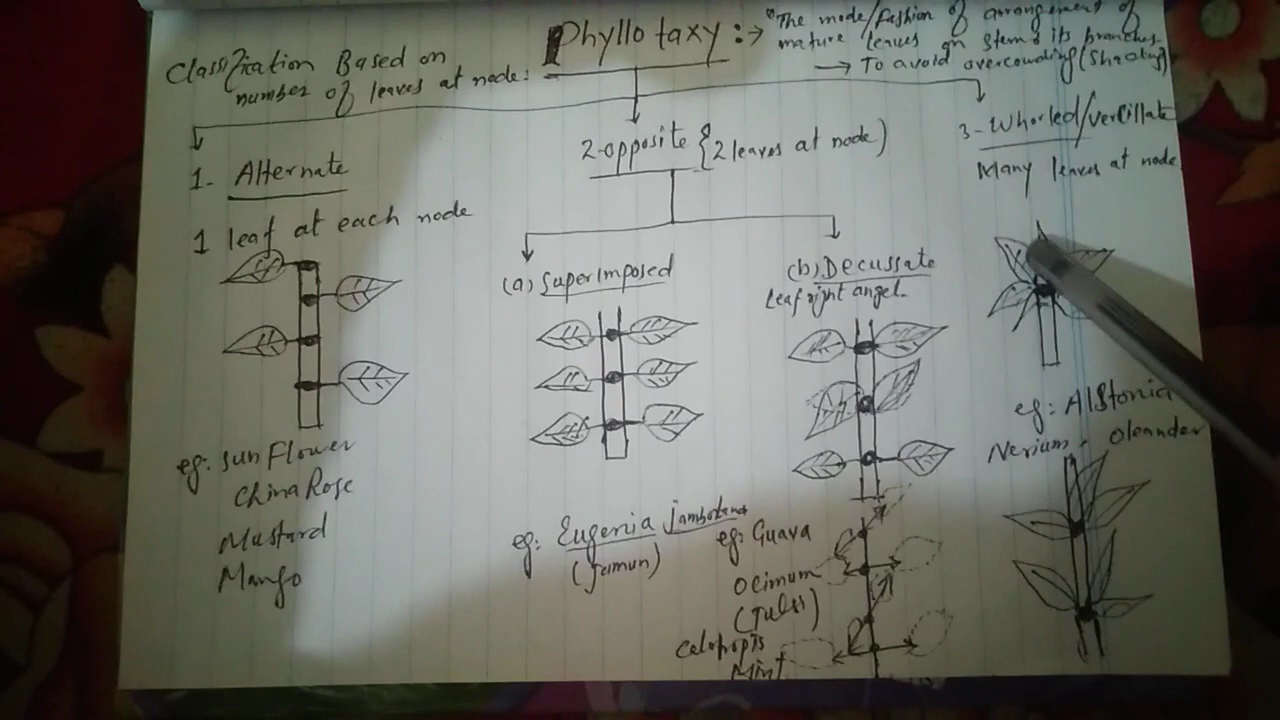 Phyllotaxy :→ "The mode/fashion of arrangement of
mature leaves on stem & its branches
→ To avoid overcrowding (Shading)
Classification Based on
number of leaves at node:
1- Alternate
1 leaf at each node
eg: Sun Flower
China Rose
Mustard
Mango
2-opposite {2 leaves at node)
(a) Superimposed
eg: Eugenia
(Jamun)
(b) Decussate
leaf right angel.
eg: Guava
Ocimum
(Tulsi)
Calotropis
Mint
3-Whorled/Verticillate
Many leaves at node
eg: Alstonia
Nerium, Oleander